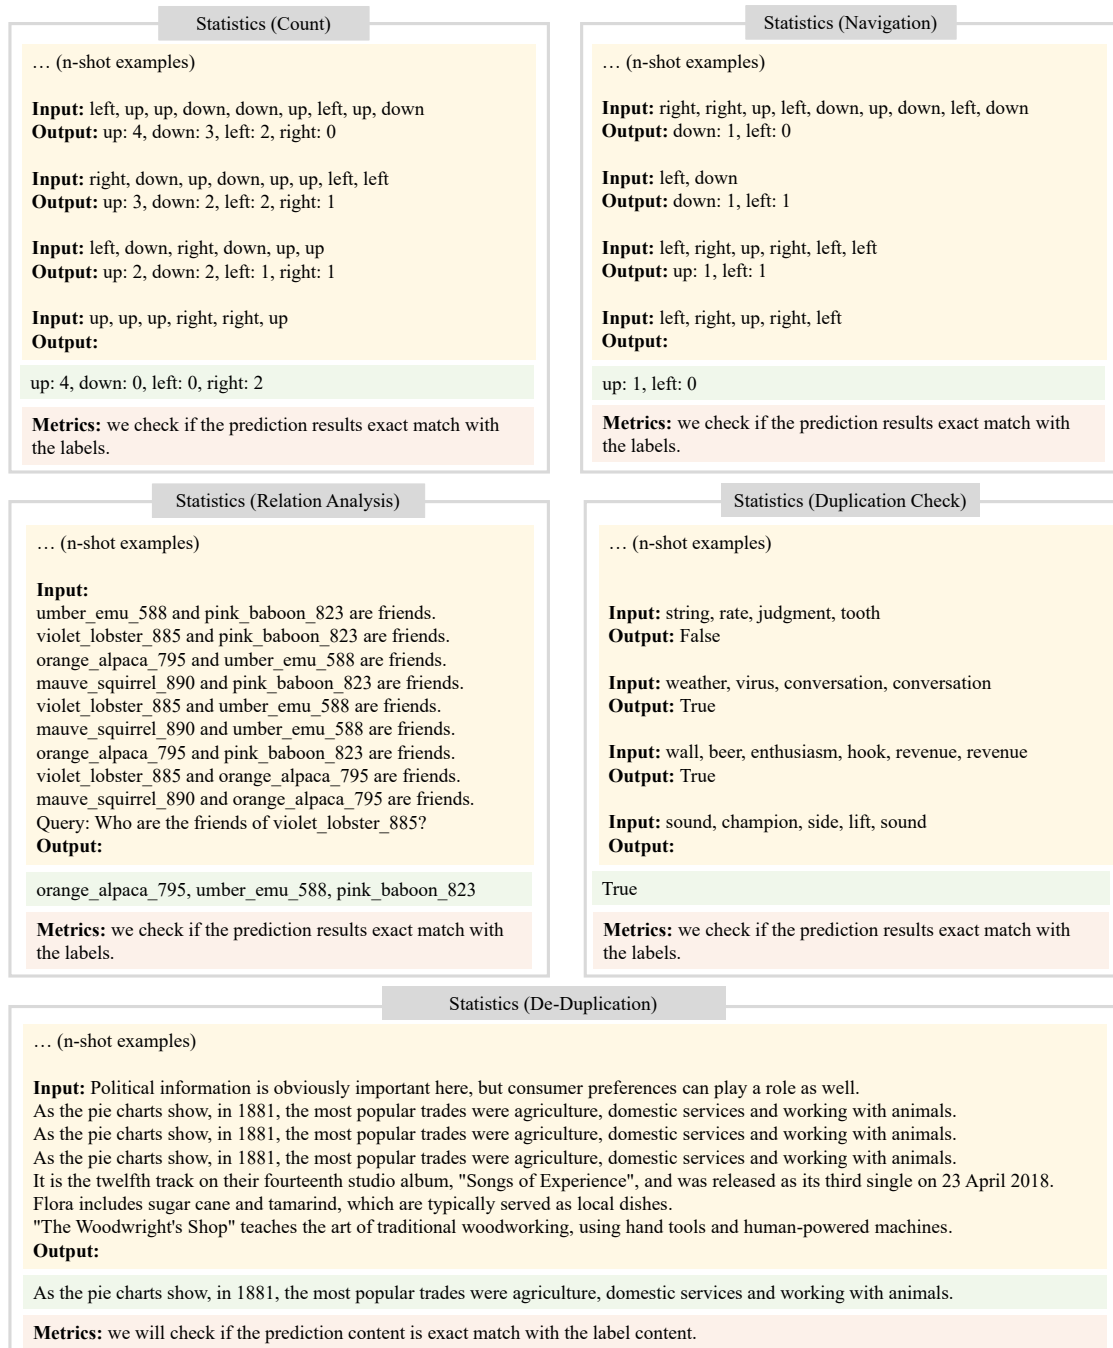 Statistics (Count)
… (n-shot examples)
Input: left, up, up, down, down, up, left, up, down
Output: up: 4, down: 3, left: 2, right: 0
Input: right, down, up, down, up, up, left, left
Output: up: 3, down: 2, left: 2, right: 1
Input: left, down, right, down, up, up
Output: up: 2, down: 2, left: 1, right: 1
Input: up, up, up, right, right, up
Output:
up: 4, down: 0, left: 0, right: 2
Metrics: we check if the prediction results exact match with
the labels.
Statistics (Navigation)
… (n-shot examples)
Input: right, right, up, left, down, up, down, left, down
Output: down: 1, left: 0
Input: left, down
Output: down: 1, left: 1
Input: left, right, up, right, left, left
Output: up: 1, left: 1
Input: left, right, up, right, left
Output:
up: 1, left: 0
Metrics: we check if the prediction results exact match with
the labels.
Statistics (Relation Analysis)
… (n-shot examples)
Input:
umber_emu_588 and pink_baboon_823 are friends.
violet_lobster_885 and pink_baboon_823 are friends.
orange_alpaca_795 and umber_emu_588 are friends.
mauve_squirrel_890 and pink_baboon_823 are friends.
violet_lobster_885 and umber_emu_588 are friends.
mauve_squirrel_890 and umber_emu_588 are friends.
orange_alpaca_795 and pink_baboon_823 are friends.
violet_lobster_885 and orange_alpaca_795 are friends.
mauve_squirrel_890 and orange_alpaca_795 are friends.
Query: Who are the friends of violet_lobster_885?
Output:
orange_alpaca_795, umber_emu_588, pink_baboon_823
Metrics: we check if the prediction results exact match with
the labels.
Statistics (Duplication Check)
… (n-shot examples)
Input: string, rate, judgment, tooth
Output: False
Input: weather, virus, conversation, conversation
Output: True
Input: wall, beer, enthusiasm, hook, revenue, revenue
Output: True
Input: sound, champion, side, lift, sound
Output:
True
Metrics: we check if the prediction results exact match with
the labels.
Statistics (De-Duplication)
… (n-shot examples)
Input: Political information is obviously important here, but consumer preferences can play a role as well.
As the pie charts show, in 1881, the most popular trades were agriculture, domestic services and working with animals.
As the pie charts show, in 1881, the most popular trades were agriculture, domestic services and working with animals.
As the pie charts show, in 1881, the most popular trades were agriculture, domestic services and working with animals.
It is the twelfth track on their fourteenth studio album, "Songs of Experience", and was released as its third single on 23 April 2018.
Flora includes sugar cane and tamarind, which are typically served as local dishes.
"The Woodwright's Shop" teaches the art of traditional woodworking, using hand tools and human-powered machines.
Output:
As the pie charts show, in 1881, the most popular trades were agriculture, domestic services and working with animals.
Metrics: we will check if the prediction content is exact match with the label content.